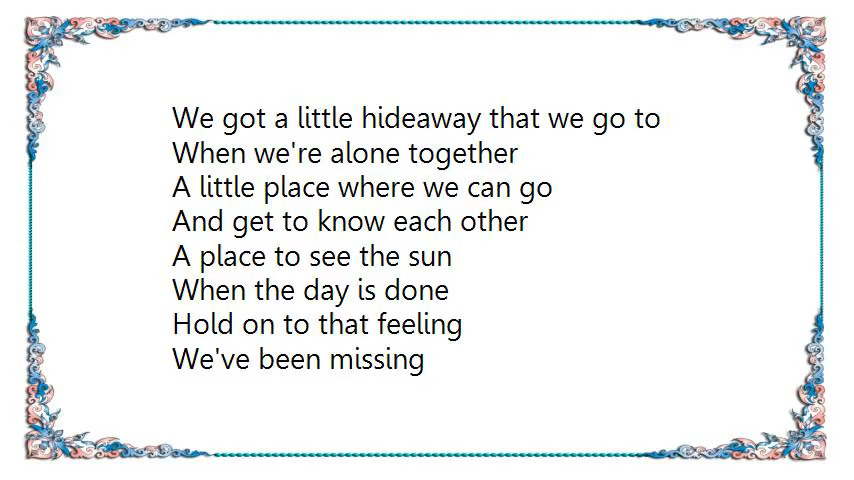 We got a little hideaway that we go to
When we're alone together
A little place where we can go
And get to know each other
A place to see the sun
When the day is done
Hold on to that feeling
We've been missing